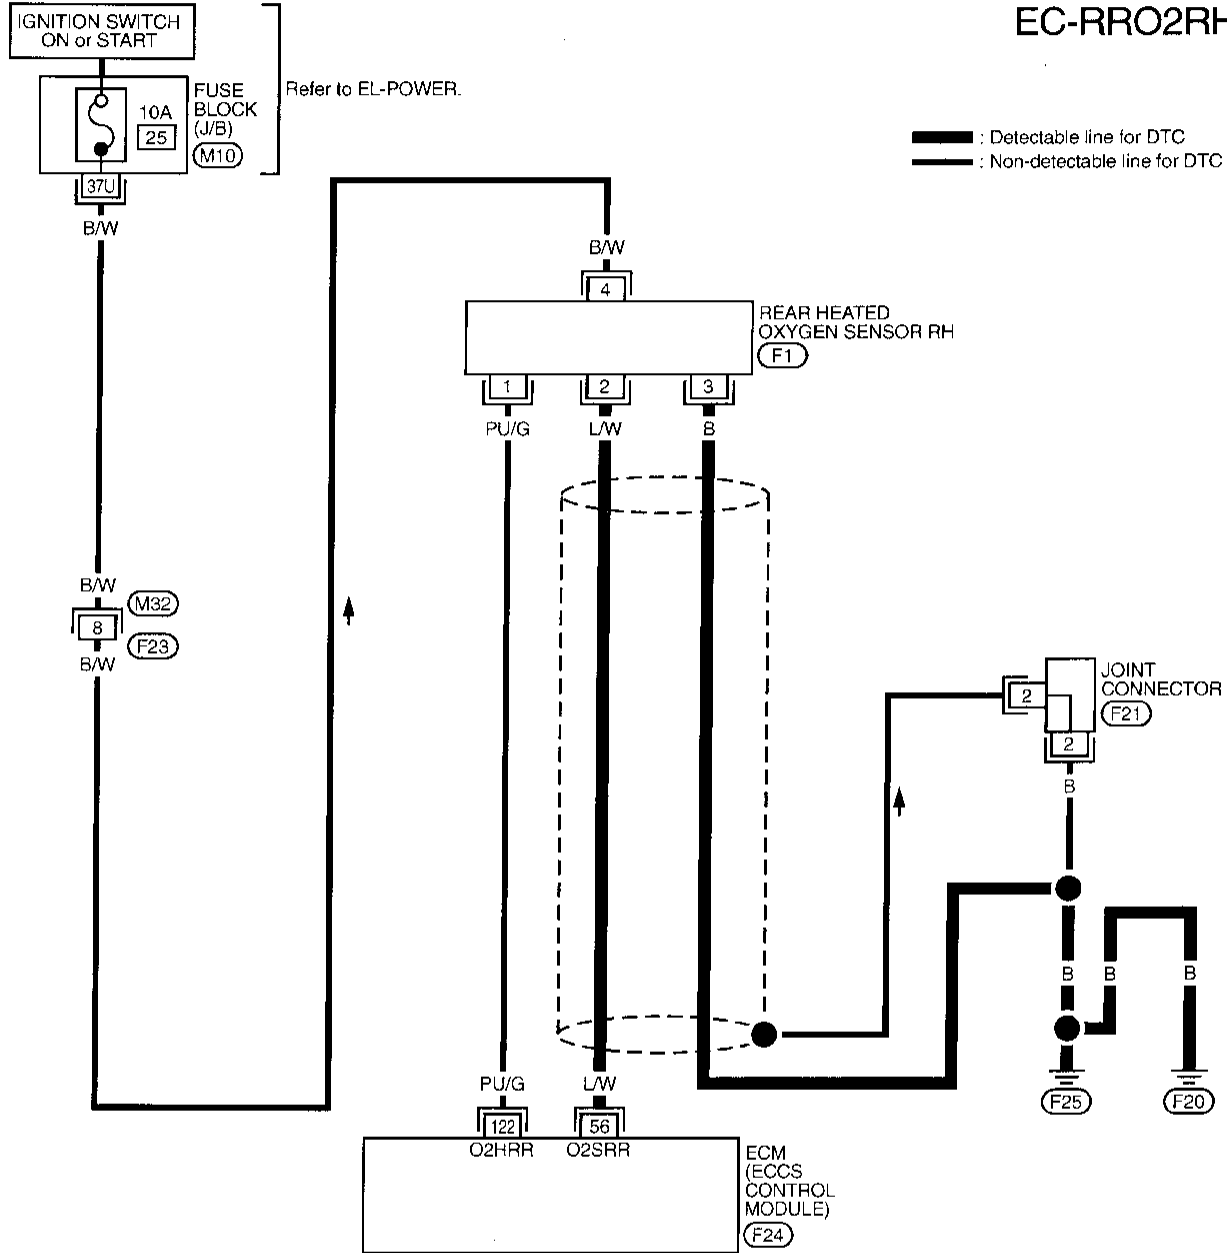 EC-RRO2RH
IGNITION SWITCH
ON or START
FUSE
BLOCK
(J/B)
M10
10A
25
Refer to EL-POWER.
: Detectable line for DTC
: Non-detectable line for DTC
37U
B/W
B/W
4
REAR HEATED
OXYGEN SENSOR RH
F1
1
2
3
PU/G
L/W
B
B/W
M32
8
F23
B/W
JOINT
CONNECTOR
F21
2
2
B
B
B
B
PU/G
L/W
F25
F20
122
56
O2HRR
O2SRR
ECM
(ECCS
CONTROL
MODULE)
F24